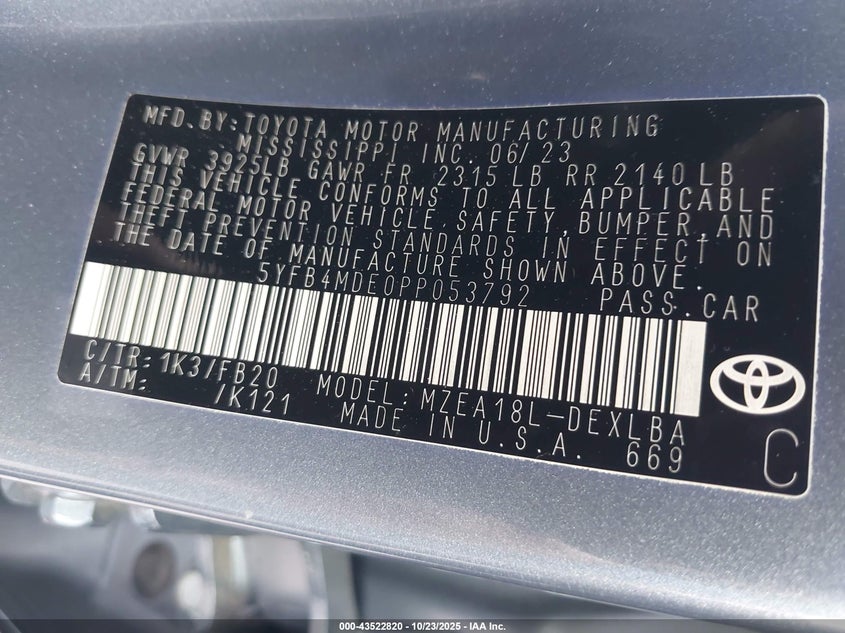 MFD.BY:TOYOTA MOTOR MANUFACTURING
MISSISSIPPI INC. 06/23
GVWR 3925LB GAWR FR 2315 LB RR 2140 LB
THIS VEHICLE CONFORMS TO ALL APPLICABLE
FEDERAL MOTOR VEHICLE SAFETY,BUMPER,AND
THEFT PREVENTION STANDARDS IN EFFECT ON
THE DATE OF MANUFACTURE SHOWN ABOVE.
5YFB4MDE0PP053792 PASS.CAR
C/TR: 1K3/FB20 MODEL: MZEA18L-DEXLBA
A/TM: /K121 MADE IN U.S.A. 669
C
000-43522820 - 10/23/2025 - IAA Inc.